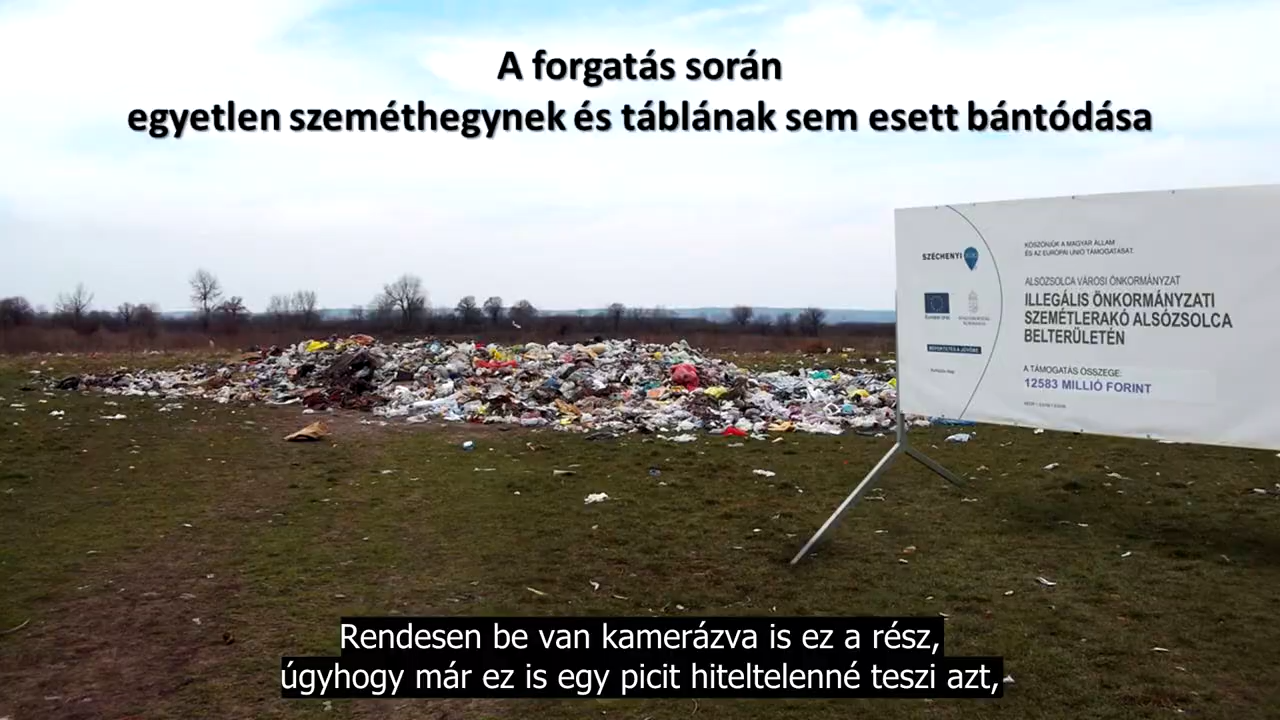 A forgatás során
egyetlen szeméthegynek és táblának sem esett bántódása
KÖSZÖNJÜK A MAGYAR ÁLLAM
ÉS AZ EURÓPAI UNIÓ TÁMOGATÁSÁT.
SZÉCHENYI
ALSÓZSOLCA VÁROSI ÖNKORMÁNYZAT
ILLEGÁLIS ÖNKORMÁNYZATI
SZEMÉTLERAKÓ ALSÓZSOLCA
BELTERÜLETÉN
A TÁMOGATÁS ÖSSZEGE:
12583 MILLIÓ FORINT
Rendesen be van kamerázva is ez a rész,
úgyhogy már ez is egy picit hiteltelenné teszi azt,